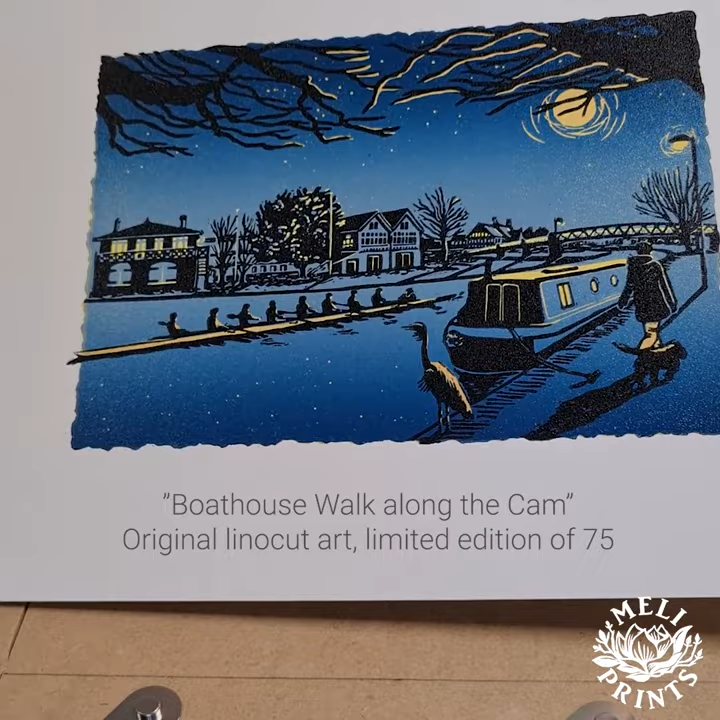 ”Boathouse Walk along the Cam”
Original linocut art, limited edition of 75
MELI
PRINTS